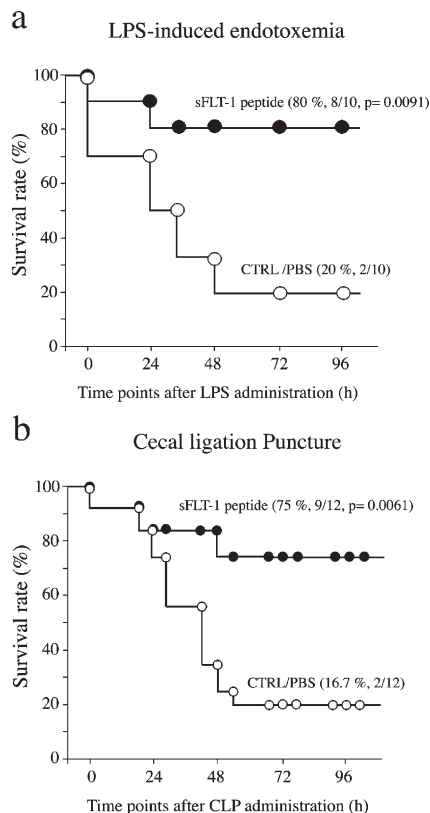 a
LPS-induced endotoxemia
100
80
60
40
20
0
Survival rate (%)
sFLT-1 peptide (80 %, 8/10, p= 0.0091)
CTRL /PBS (20 %, 2/10)
0 24 48 72 96
Time points after LPS administration (h)
b
Cecal ligation Puncture
100
80
60
40
20
0
Survival rate (%)
sFLT-1 peptide (75 %, 9/12, p= 0.0061)
CTRL/PBS (16.7 %, 2/12)
0 24 48 72 96
Time points after CLP administration (h)